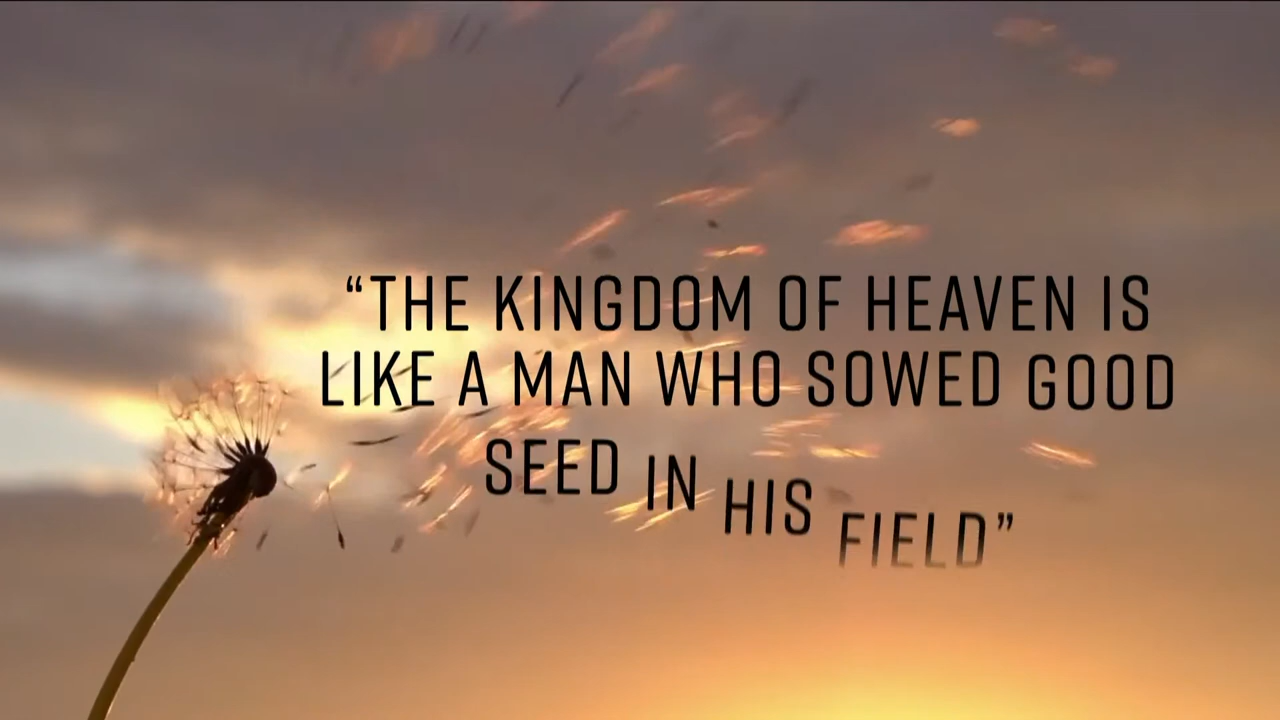 “THE KINGDOM OF HEAVEN IS
LIKE A MAN WHO SOWED GOOD
SEED IN HIS FIELD”